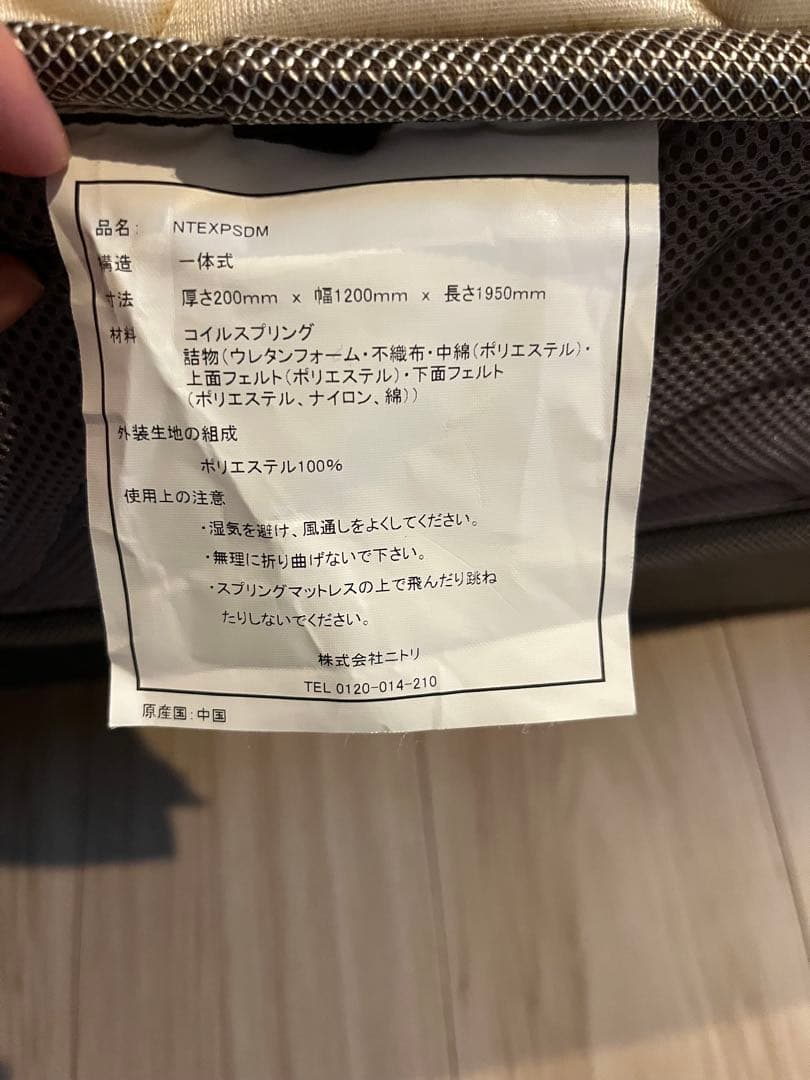 品名: NTEXPSDM
構造 一体式
寸法 厚さ200mm x 幅1200mm x 長さ1950mm
材料 コイルスプリング
詰物(ウレタンフォーム・不織布・中綿(ポリエステル)・
上面フェルト(ポリエステル)・下面フェルト
(ポリエステル、ナイロン、綿))
外装生地の組成
ポリエステル100%
使用上の注意
・湿気を避け、風通しをよくしてください。
・無理に折り曲げないで下さい。
・スプリングマットレスの上で飛んだり跳ね
たりしないでください。
株式会社ニトリ
TEL 0120-014-210
原産国:中国